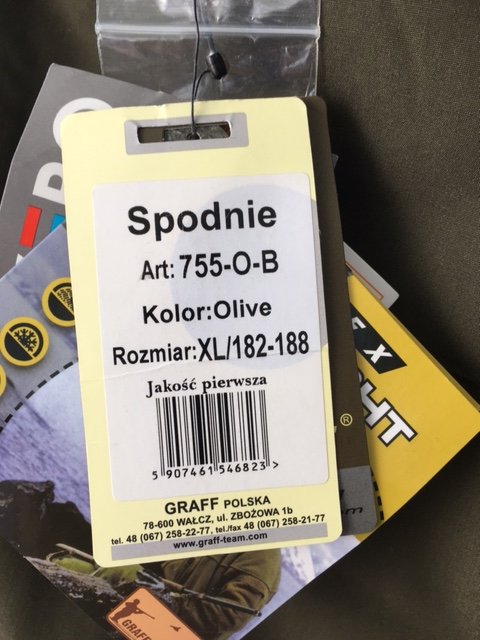 Spodnie
Art: 755-O-B
Kolor:Olive
Rozmiar:XL/182-188
Jakość pierwsza
5 907461 546823 >
GRAFF POLSKA
78-600 WAŁCZ, ul. ZBOŻOWA 1b
tel. 48 (067) 258-22-77, tel./fax 48 (067) 258-21-77
www.graff-team.com
®
E X
GHT
GRAFF